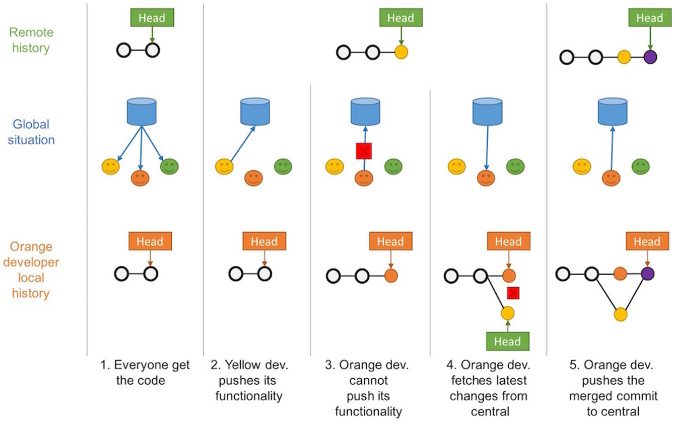 Remote
history
Head
Head
Head
Global
situation
Orange
developer
local
history
Head
Head
Head
Head
Head
Head
1. Everyone get
the code
2. Yellow dev.
pushes its
functionality
3. Orange dev.
cannot
push its
functionality
4. Orange dev.
fetches latest
changes from
central
5. Orange dev.
pushes the
merged commit
to central